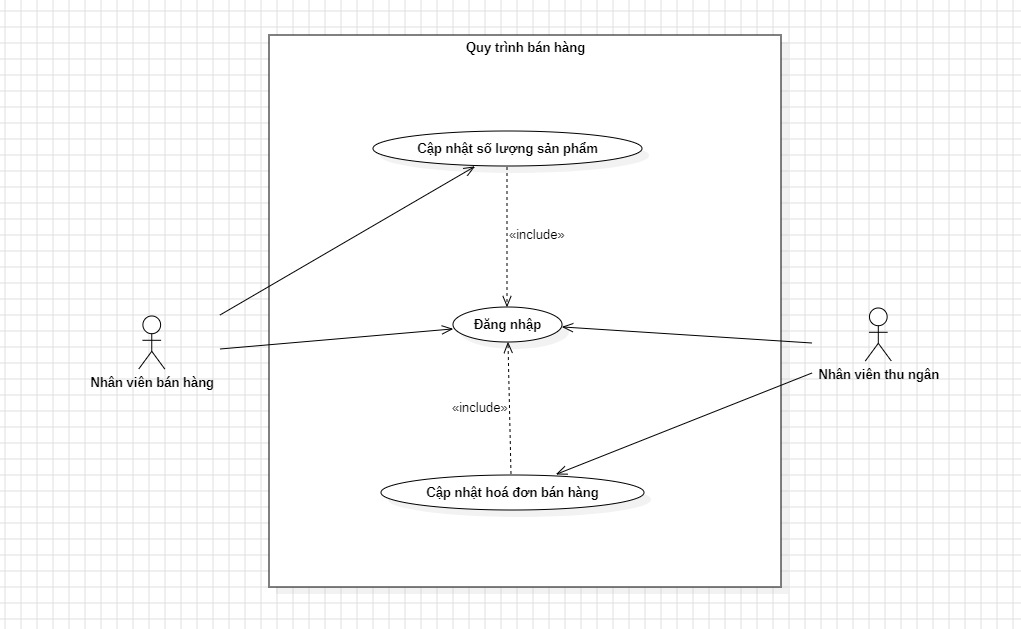 Quy trình bán hàng
Cập nhật số lượng sản phẩm
«include»
Đăng nhập
Nhân viên bán hàng
Nhân viên thu ngân
«include»
Cập nhật hoá đơn bán hàng